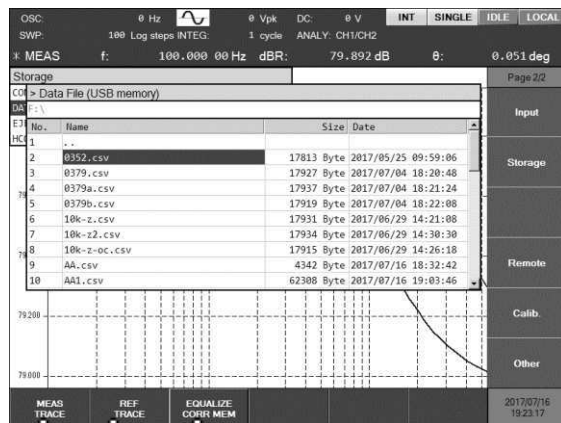 OSC: 0 Hz 0 Vpk DC: 0 V INT SINGLE IDLE LOCAL
SWP: 100 Log steps INTEG: 1 cycle ANALY: CH1/CH2
* MEAS f: 100.000 00 Hz dBR: 79.892 dB θ: 0.051 deg
Storage Page 2/2
> Data File (USB memory)
F:\
No. Name Size Date
1 ..
2 0352.csv 17813 Byte 2017/05/25 09:59:06
3 0379.csv 17927 Byte 2017/07/04 18:20:48
4 0379a.csv 17937 Byte 2017/07/04 18:21:24
5 0379b.csv 17919 Byte 2017/07/04 18:22:08
6 10k-z.csv 17931 Byte 2017/06/29 14:21:08
7 10k-z2.csv 17934 Byte 2017/06/29 14:30:30
8 10k-z-oc.csv 17915 Byte 2017/06/29 14:26:18
9 AA.csv 4342 Byte 2017/07/16 18:32:42
10 AA1.csv 62308 Byte 2017/07/16 19:03:46
79.200
79.000
Input
Storage
Remote
Calib.
Other
MEAS TRACE
REF TRACE
EQUALIZE CORR MEM
2017/07/16
19:23:17